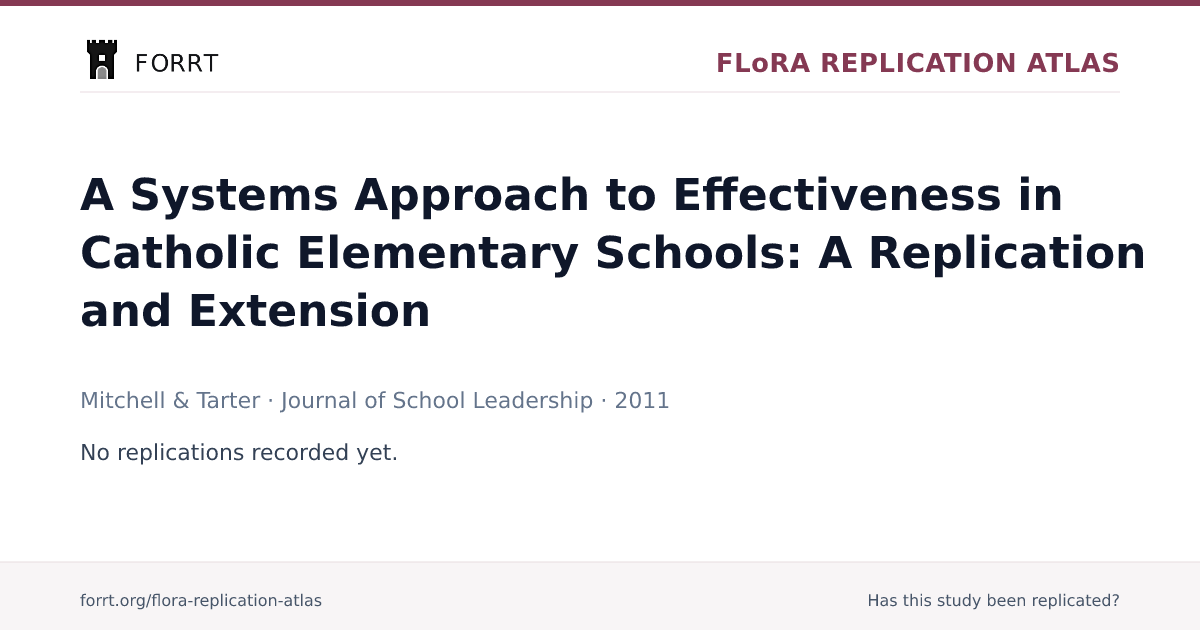 FORRT
FLoRA REPLICATION ATLAS
A Systems Approach to Effectiveness in
Catholic Elementary Schools: A Replication
and Extension
Mitchell & Tarter · Journal of School Leadership · 2011
No replications recorded yet.
forrt.org/flora-replication-atlas
Has this study been replicated?